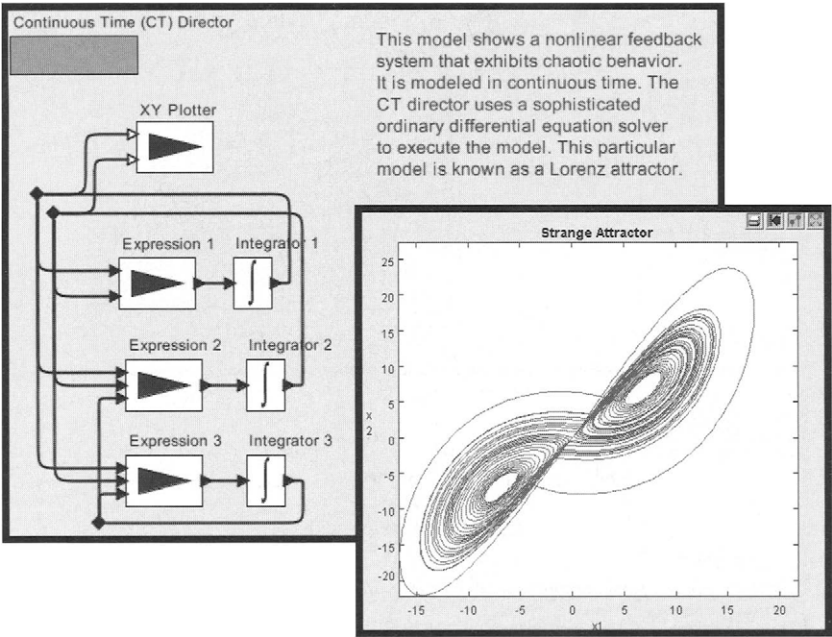 Continuous Time (CT) Director
This model shows a nonlinear feedback
system that exhibits chaotic behavior.
It is modeled in continuous time. The
CT director uses a sophisticated
ordinary differential equation solver
to execute the model. This particular
model is known as a Lorenz attractor.
XY Plotter
Expression 1
Integrator 1
Expression 2
Integrator 2
Expression 3
Integrator 3
Strange Attractor
25
20
15
10
5
0
-5
-10
-15
-20
x
2
-15 -10 -5 0 5 10 15 20
x1